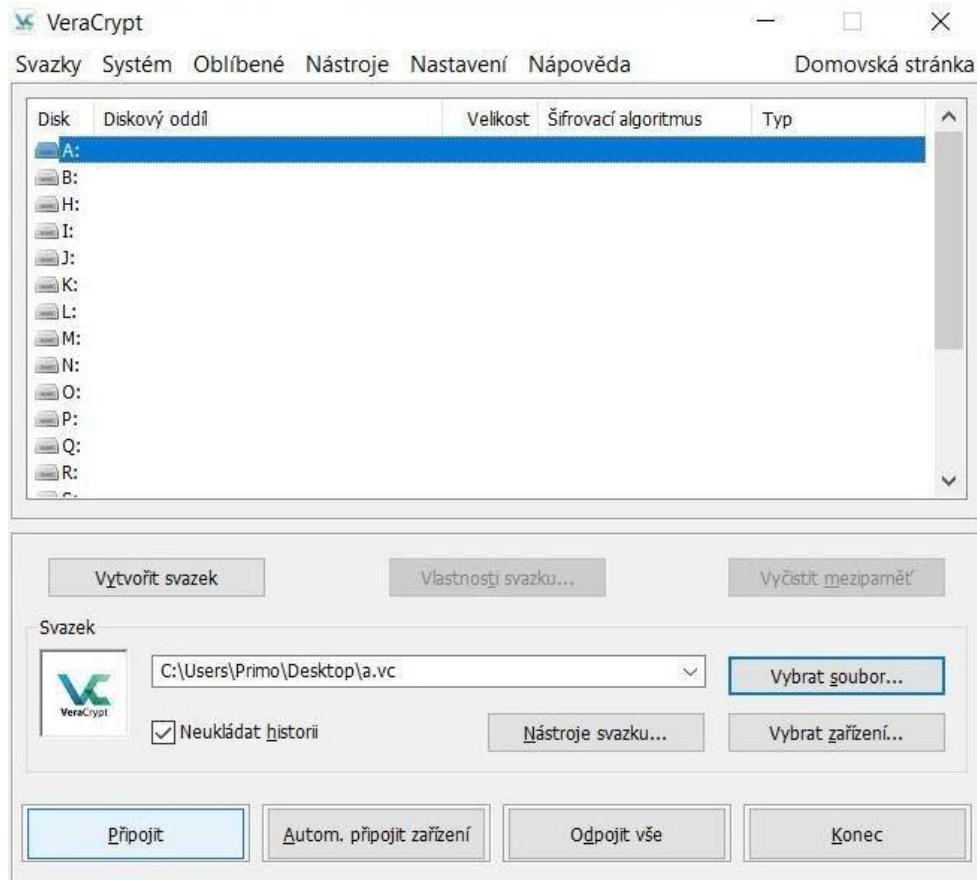 VeraCrypt
Svazky Systém Oblíbené Nástroje Nastavení Nápověda Domovská stránka
Disk Diskový oddíl Velikost Šifrovací algoritmus Typ
A:
B:
H:
I:
J:
K:
L:
M:
N:
O:
P:
Q:
R:
Vytvořit svazek Vlastnosti svazku... Vyčistit mezipaměť
Svazek
C:\Users\Primo\Desktop\a.vc Vybrat soubor...
VeraCrypt
Neukládat historii Nástroje svazku... Vybrat zařízení...
Připojit Autom. připojit zařízení Odpojit vše Konec